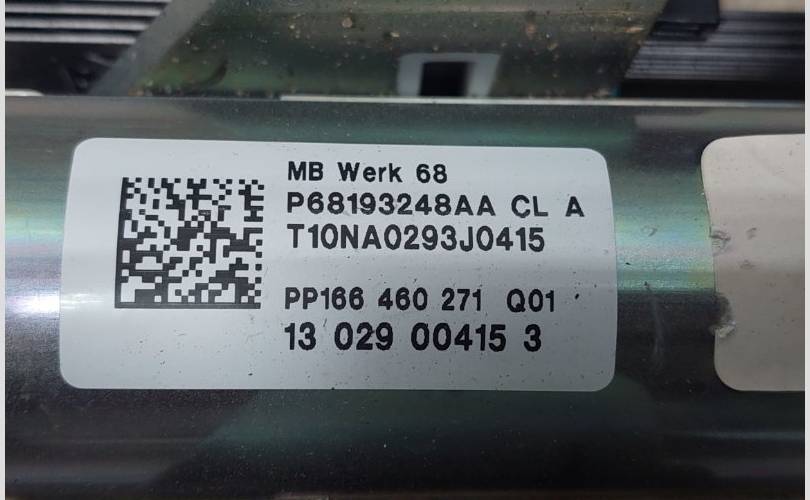 MB Werk 68
P68193248AA CL A
T10NA0293J0415
PP166 460 271 Q01
13 029 00415 3